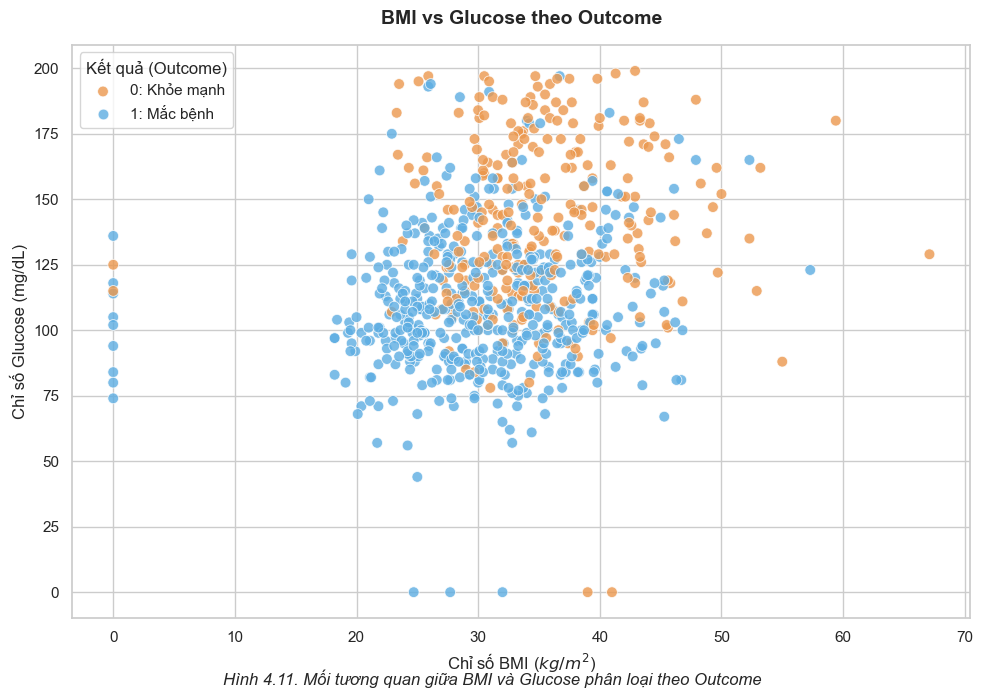 BMI vs Glucose theo Outcome
Kết quả (Outcome)
0: Khỏe mạnh
1: Mắc bệnh
Chỉ số Glucose (mg/dL)
200
175
150
125
100
75
50
25
0
0 10 20 30 40 50 60 70
Chỉ số BMI (kg/m²)
Hình 4.11. Mối tương quan giữa BMI và Glucose phân loại theo Outcome